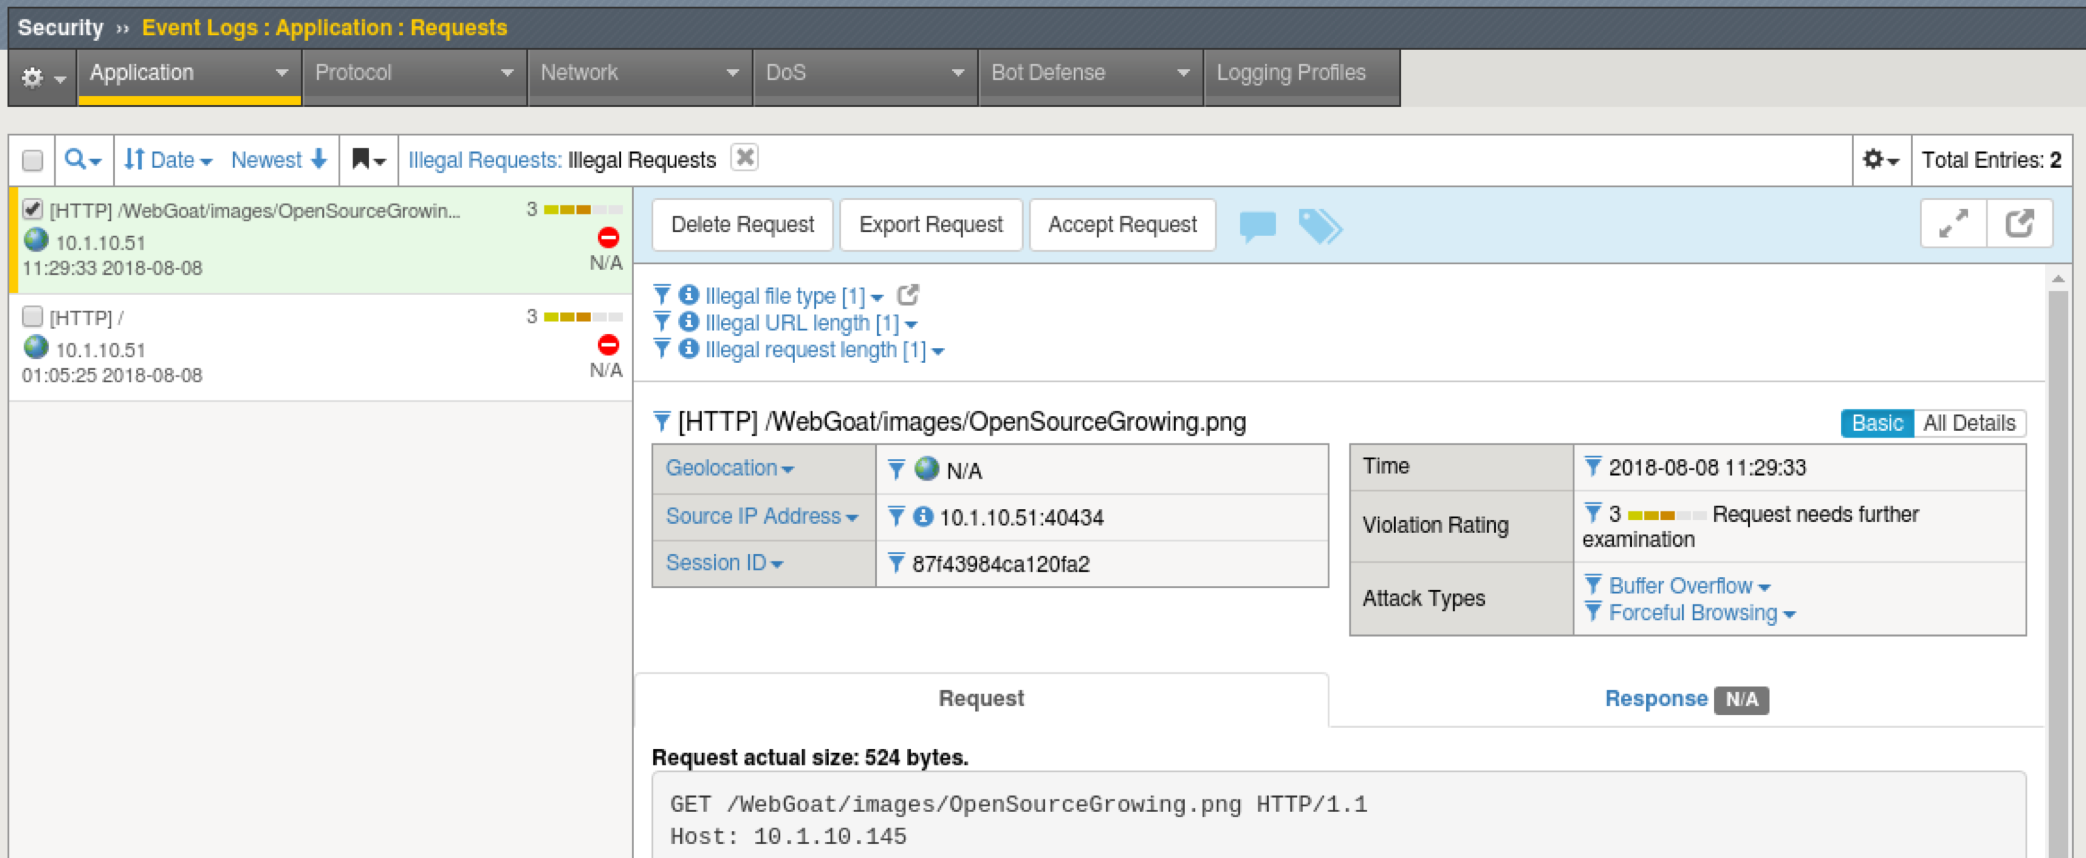 Security ›› Event Logs : Application : Requests
Application Protocol Network DoS Bot Defense Logging Profiles
Date Newest Illegal Requests: Illegal Requests Total Entries: 2
[HTTP] /WebGoat/images/OpenSourceGrowin... 3
10.1.10.51
N/A
11:29:33 2018-08-08
[HTTP] / 3
10.1.10.51
N/A
01:05:25 2018-08-08
Delete Request Export Request Accept Request
Illegal file type [1]
Illegal URL length [1]
Illegal request length [1]
[HTTP] /WebGoat/images/OpenSourceGrowing.png
Basic All Details
Geolocation N/A
Source IP Address 10.1.10.51:40434
Session ID 87f43984ca120fa2
Time 2018-08-08 11:29:33
Violation Rating 3 Request needs further
examination
Attack Types Buffer Overflow
Forceful Browsing
Request Response N/A
Request actual size: 524 bytes.
GET /WebGoat/images/OpenSourceGrowing.png HTTP/1.1
Host: 10.1.10.145